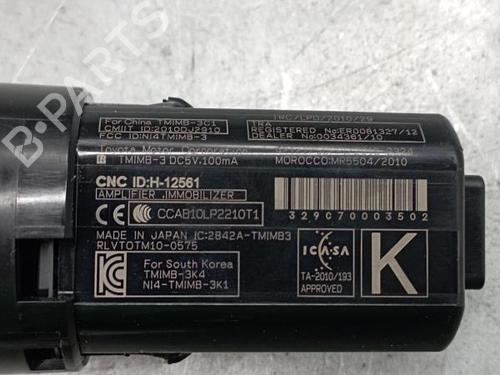 B-PARTS
For China TMIMB-3C1
CMIIT ID:2010DJ2910
FCC ID:NI4TMIMB-3
Toyota Motor Corporation
TMIMB-3 DC5V.100mA
CNC ID:H-12561
AMPLIFIER ,IMMOBILIZER
CE CCAB10LP2210T1
MADE IN JAPAN IC:2842A-TMIMB3
RLVTOTM10-0575
For South Korea
TMIMB-3K4
NI4-TMIMB-3K1
TRC/LPD/2010/29
TRA
REGISTERED No:ER0081327/12
DEALER No:0034361/10
MOROCCO:MR5504/2010
329C70003502
ICASA
TA-2010/193
APPROVED
K